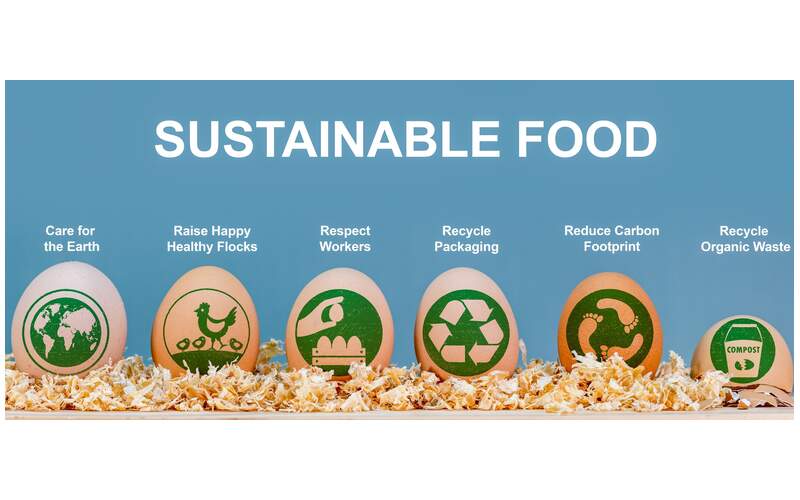 SUSTAINABLE FOOD
Care for
the Earth
Raise Happy
Healthy Flocks
Respect
Workers
Recycle
Packaging
Reduce Carbon
Footprint
Recycle
Organic Waste
COMPOST